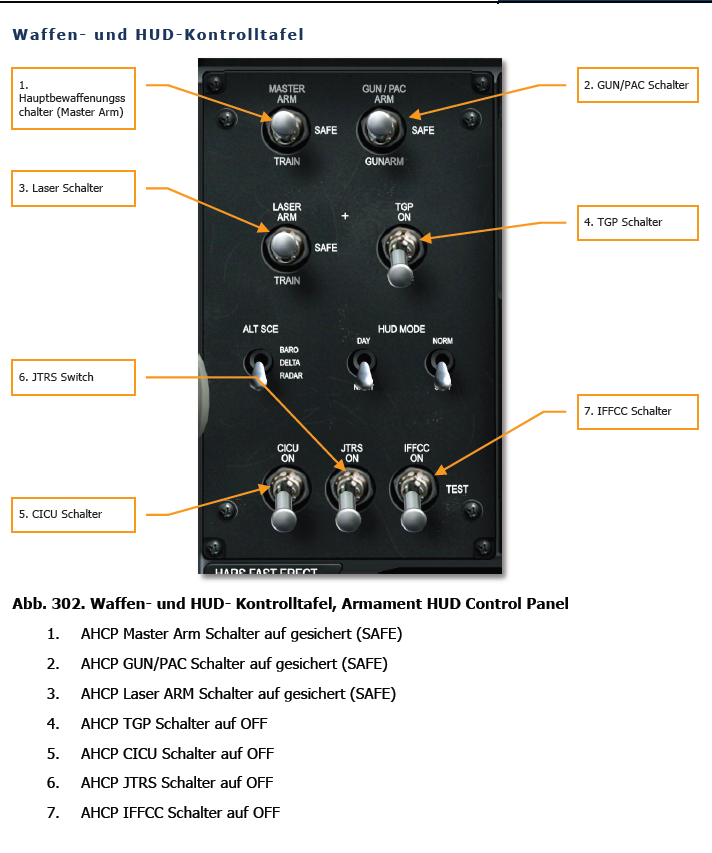 Waffen- und HUD-Kontrolltafel
1.
Hauptbewaffenungss
chalter (Master Arm)
2. GUN/PAC Schalter
3. Laser Schalter
4. TGP Schalter
6. JTRS Switch
7. IFFCC Schalter
5. CICU Schalter
MASTER
ARM
SAFE
TRAIN
GUN / PAC
ARM
SAFE
GUNARM
LASER
ARM
SAFE
TRAIN
+
TGP
ON
ALT SCE
BARO
DELTA
RADAR
HUD MODE
DAY
NORM
CICU
ON
JTRS
ON
IFFCC
ON
TEST
HARS FAST ERECT
Abb. 302. Waffen- und HUD- Kontrolltafel, Armament HUD Control Panel
1. AHCP Master Arm Schalter auf gesichert (SAFE)
2. AHCP GUN/PAC Schalter auf gesichert (SAFE)
3. AHCP Laser ARM Schalter auf gesichert (SAFE)
4. AHCP TGP Schalter auf OFF
5. AHCP CICU Schalter auf OFF
6. AHCP JTRS Schalter auf OFF
7. AHCP IFFCC Schalter auf OFF